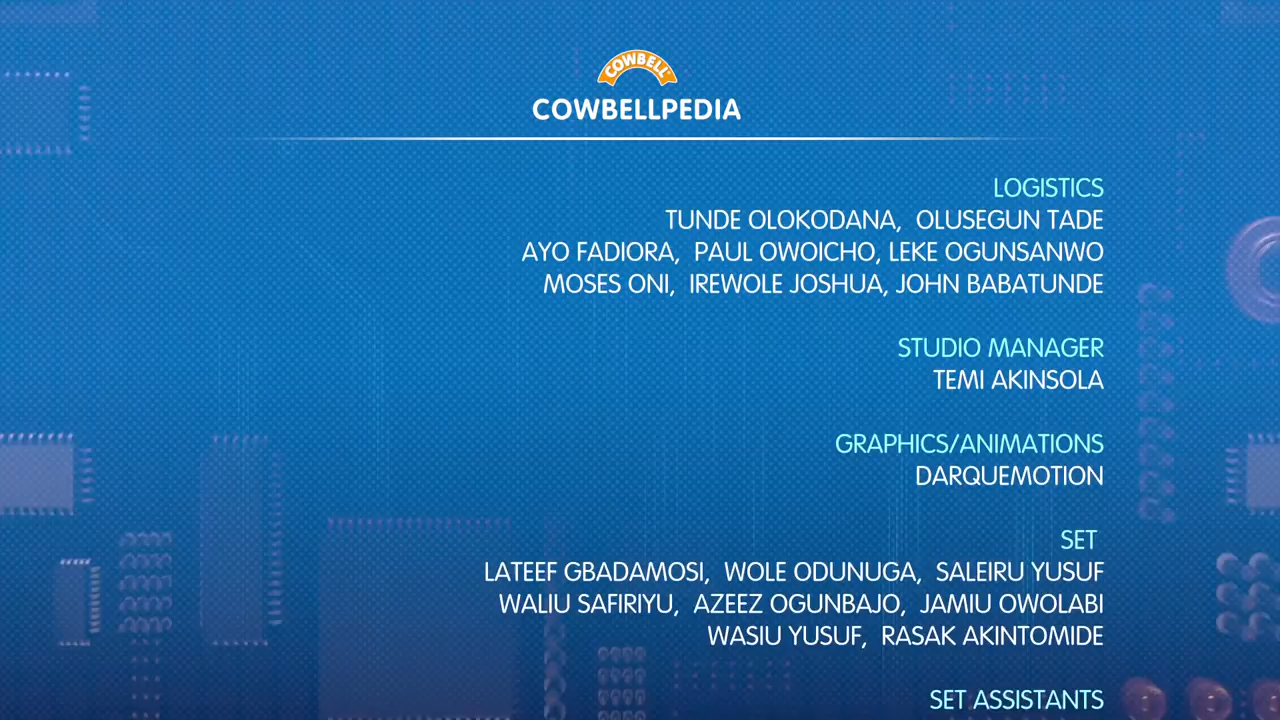 COWBELL
COWBELLPEDIA
LOGISTICS
TUNDE OLOKODANA, OLUSEGUN TADE
AYO FADIORA, PAUL OWOICHO, LEKE OGUNSANWO
MOSES ONI, IREWOLE JOSHUA, JOHN BABATUNDE
STUDIO MANAGER
TEMI AKINSOLA
GRAPHICS/ANIMATIONS
DARQUEMOTION
SET
LATEEF GBADAMOSI, WOLE ODUNUGA, SALEIRU YUSUF
WALIU SAFIRIYU, AZEEZ OGUNBAJO, JAMIU OWOLABI
WASIU YUSUF, RASAK AKINTOMIDE
SET ASSISTANTS